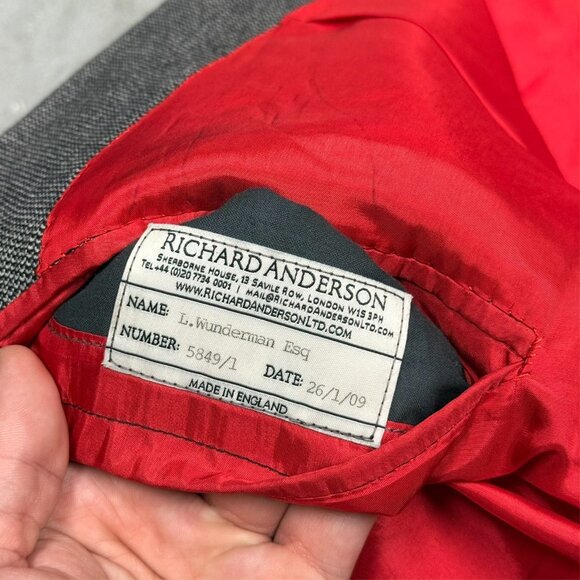 RICHARD ANDERSON
SHERBORNE HOUSE, 13 SAVILE ROW, LONDON W1S 3PH
TEL+44 (0)20 7734 0001 | MAIL@RICHARDANDERSONLTD.COM
WWW.RICHARDANDERSONLTD.COM
NAME: L.Wunderman Esq
NUMBER: 5849/1 DATE: 26/1/09
MADE IN ENGLAND